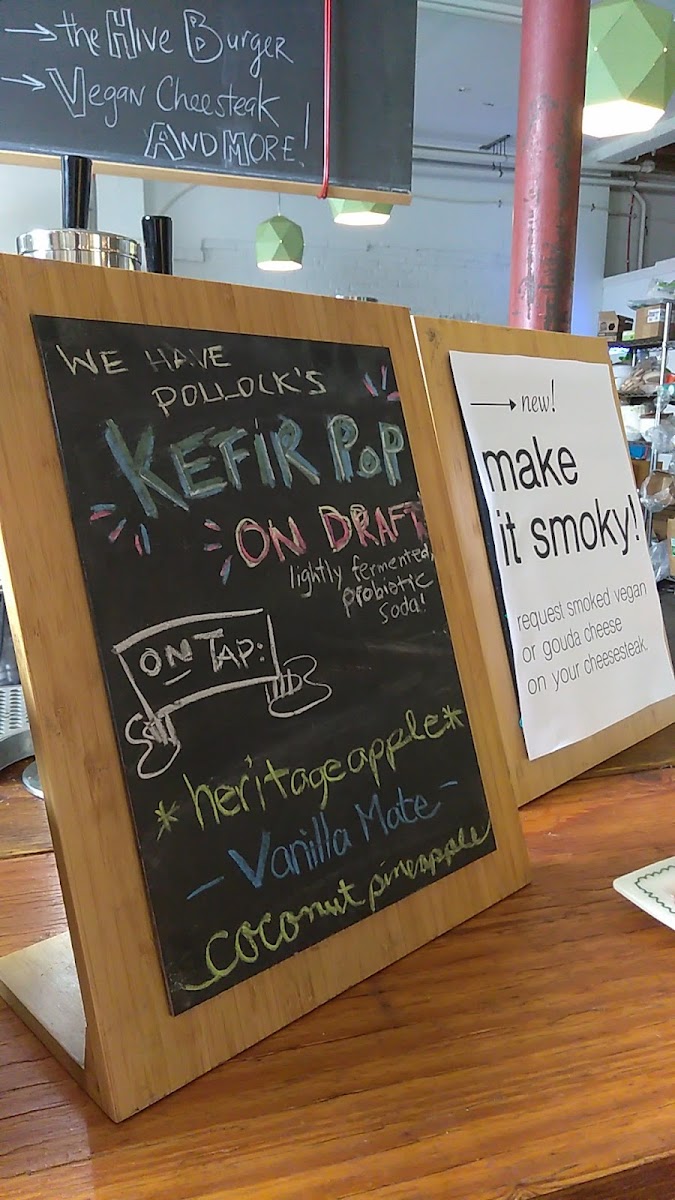 → the Hive Burger
→ Vegan Cheesteak
And More!
WE HAVE
POLLOCK'S
KEFIR POP
ON DRAFT
lightly fermented,
probiotic
soda!
ON TAP:
*heritage apple*
- Vanilla Mate -
coconut pineapple
→ new!
make
it smoky!
request smoked vegan
or gouda cheese
on your cheesesteak.